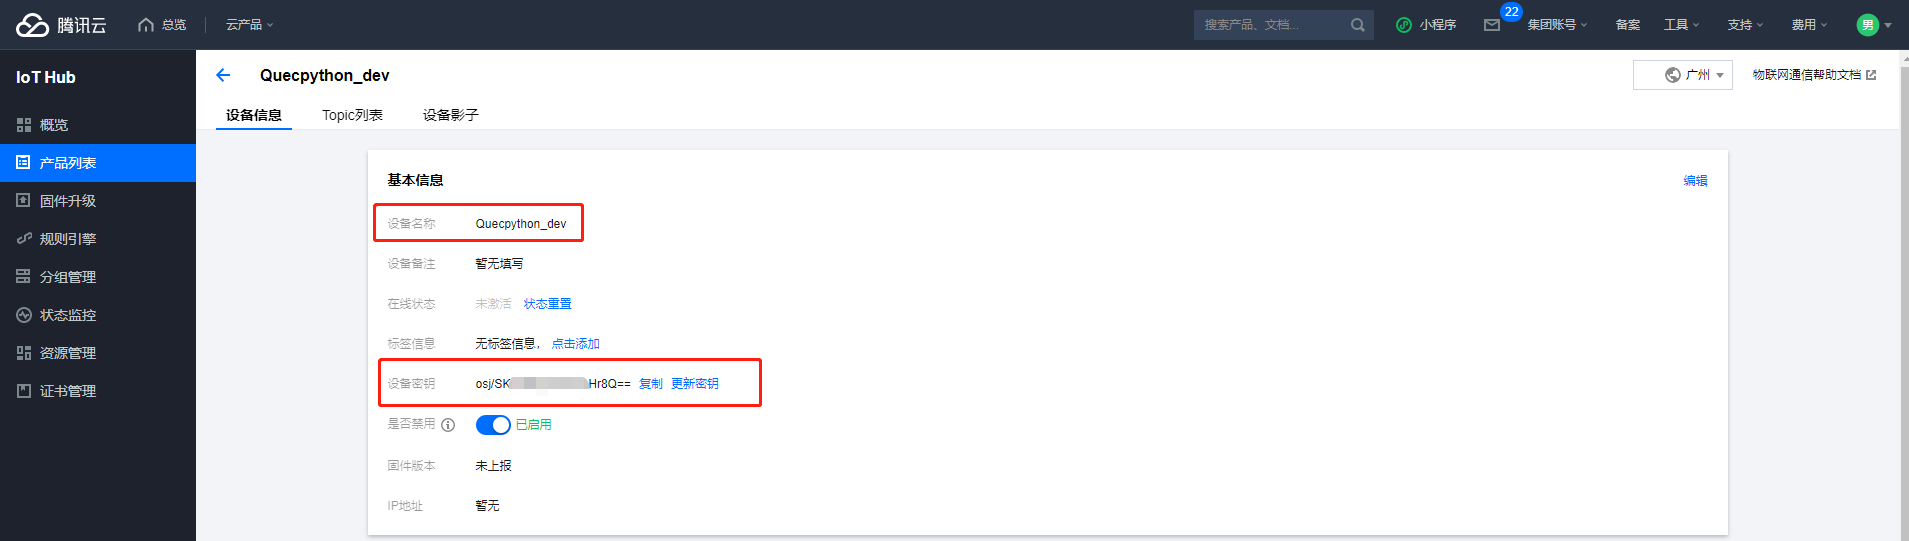 腾讯云 总览 云产品 搜索产品、文档... 小程序 22 集团账号 备案 工具 支持 费用 男
IoT Hub
概览
产品列表
固件升级
规则引擎
分组管理
状态监控
资源管理
证书管理
Quecpython_dev 广州 物联网通信帮助文档
设备信息 Topic列表 设备影子
基本信息 编辑
设备名称 Quecpython_dev
设备备注 暂无填写
在线状态 未激活 状态重置
标签信息 无标签信息， 点击添加
设备密钥 osj/SK Hr8Q== 复制 更新密钥
是否禁用 已启用
固件版本 未上报
IP地址 暂无